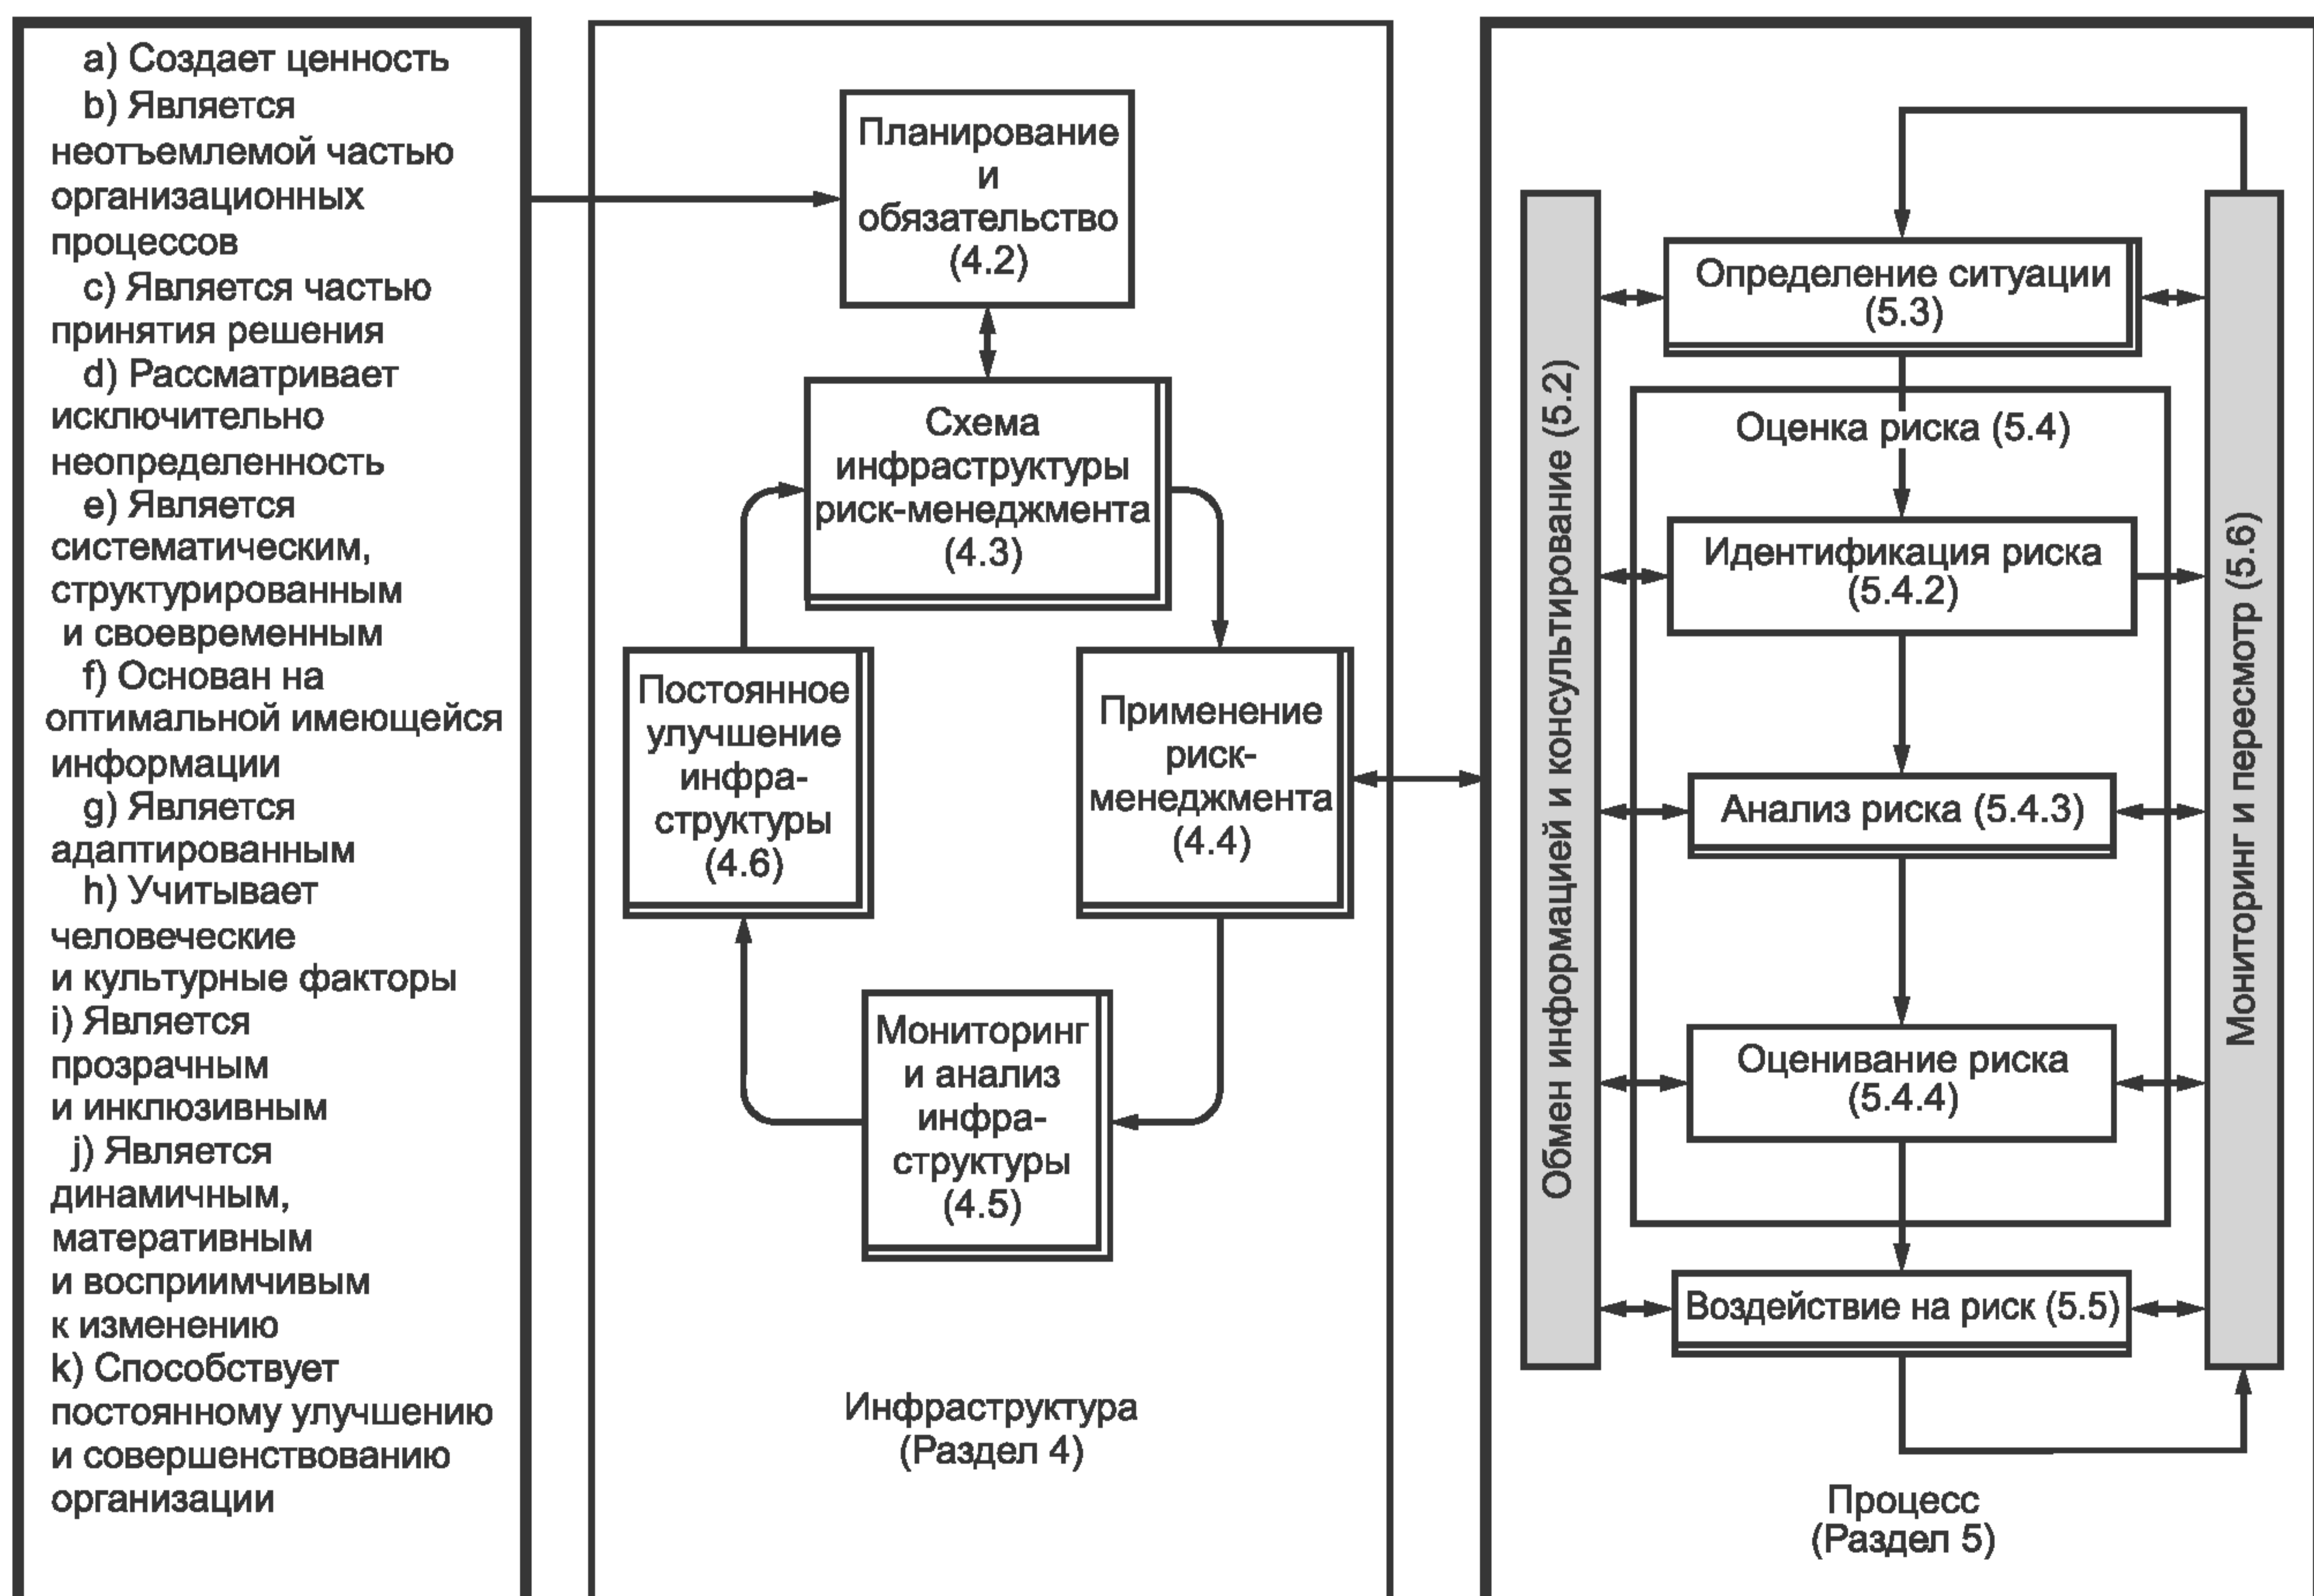 a) Создает ценность
b) Является
неотъемлемой частью
организационных
процессов
c) Является частью
принятия решения
d) Рассматривает
исключительно
неопределенность
e) Является
систематическим,
структурированным
и своевременным
f) Основан на
оптимальной имеющейся
информации
g) Является
адаптированным
h) Учитывает
человеческие
и культурные факторы
i) Является
прозрачным
и инклюзивным
j) Является
динамичным,
матеративным
и восприимчивым
к изменению
k) Способствует
постоянному улучшению
и совершенствованию
организации
Планирование
и
обязательство
(4.2)
Схема
инфраструктуры
риск-менеджмента
(4.3)
Постоянное
улучшение
инфра-
структуры
(4.6)
Применение
риск-
менеджмента
(4.4)
Мониторинг
и анализ
инфра-
структуры
(4.5)
Инфраструктура
(Раздел 4)
Обмен информацией и консультирование (5.2)
Определение ситуации
(5.3)
Оценка риска (5.4)
Идентификация риска
(5.4.2)
Анализ риска (5.4.3)
Оценивание риска
(5.4.4)
Воздействие на риск (5.5)
Мониторинг и пересмотр (5.6)
Процесс
(Раздел 5)